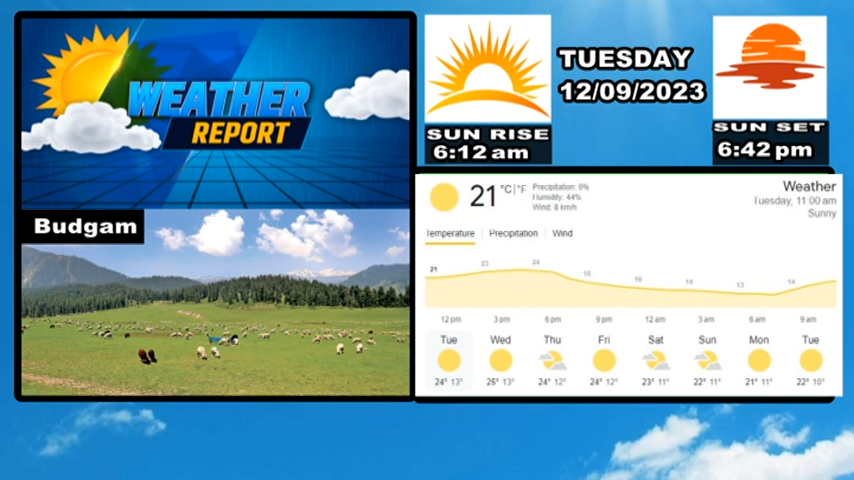 WEATHER
REPORT
Budgam
SUN RISE
6:12 am
TUESDAY
12/09/2023
SUN SET
6:42 pm
21 °C | °F
Precipitation: 0%
Humidity: 44%
Wind: 8 km/h
Weather
Tuesday, 11:00 am
Sunny
Temperature | Precipitation | Wind
21 23 24 18 16 14 13 14
12 pm 3 pm 6 pm 9 pm 12 am 3 am 6 am 9 am
Tue Wed Thu Fri Sat Sun Mon Tue
24° 13° 25° 13° 24° 12° 24° 12° 23° 11° 22° 11° 21° 11° 22° 10°